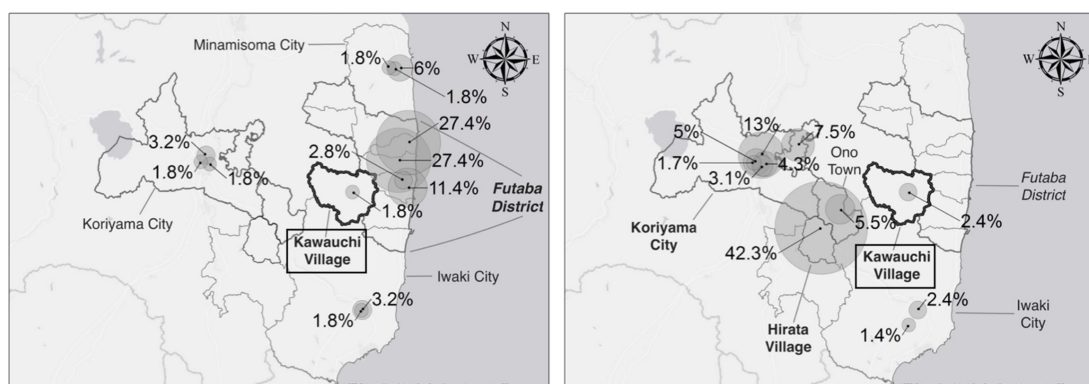 N
W E
S
Minamisoma City
1.8%
6%
1.8%
27.4%
3.2%
2.8%
27.4%
1.8%
1.8%
11.4%
Futaba
District
1.8%
Koriyama City
Kawauchi
Village
Iwaki City
3.2%
1.8%
N
W E
S
5%
13%
7.5%
Ono
Town
1.7%
4.3%
3.1%
Futaba
District
Koriyama
City
5.5%
2.4%
42.3%
Kawauchi
Village
2.4%
Iwaki
City
1.4%
Hirata
Village